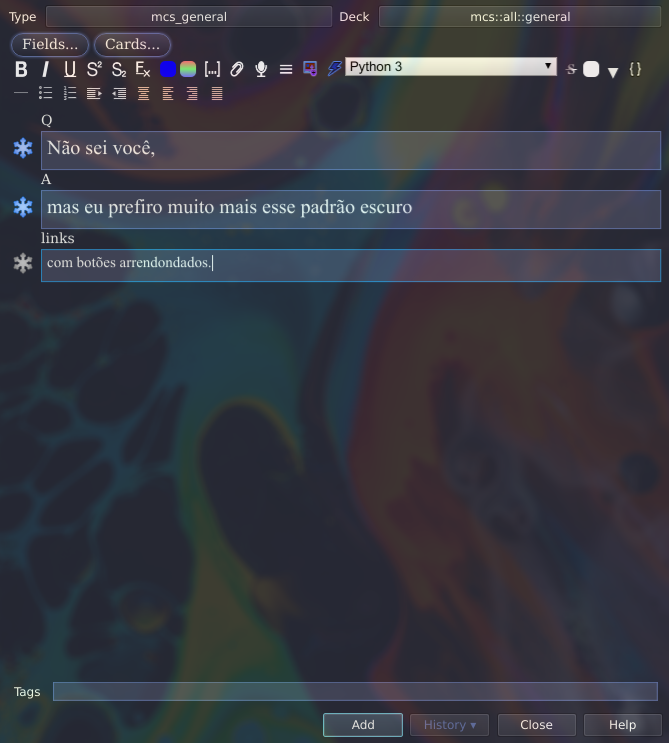 Type mcs_general Deck mcs::all::general
Fields... Cards...
B I U S² S₂ Ex [...] Python 3 S { }
Q
Não sei você,
A
mas eu prefiro muito mais esse padrão escuro
links
com botões arrendondados.
Tags
Add History ▾ Close Help